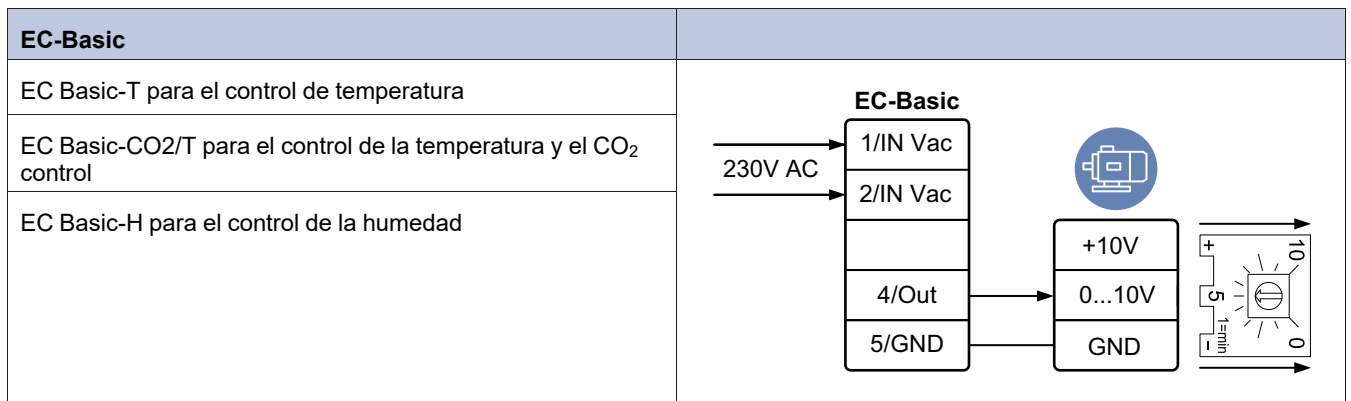 EC-Basic
EC Basic-T para el control de temperatura
EC Basic-CO2/T para el control de la temperatura y el CO₂
control
EC Basic-H para el control de la humedad
EC-Basic
230V AC
1/IN Vac
2/IN Vac
4/Out
5/GND
+10V
0...10V
GND
+
5
-
1=min
10
0